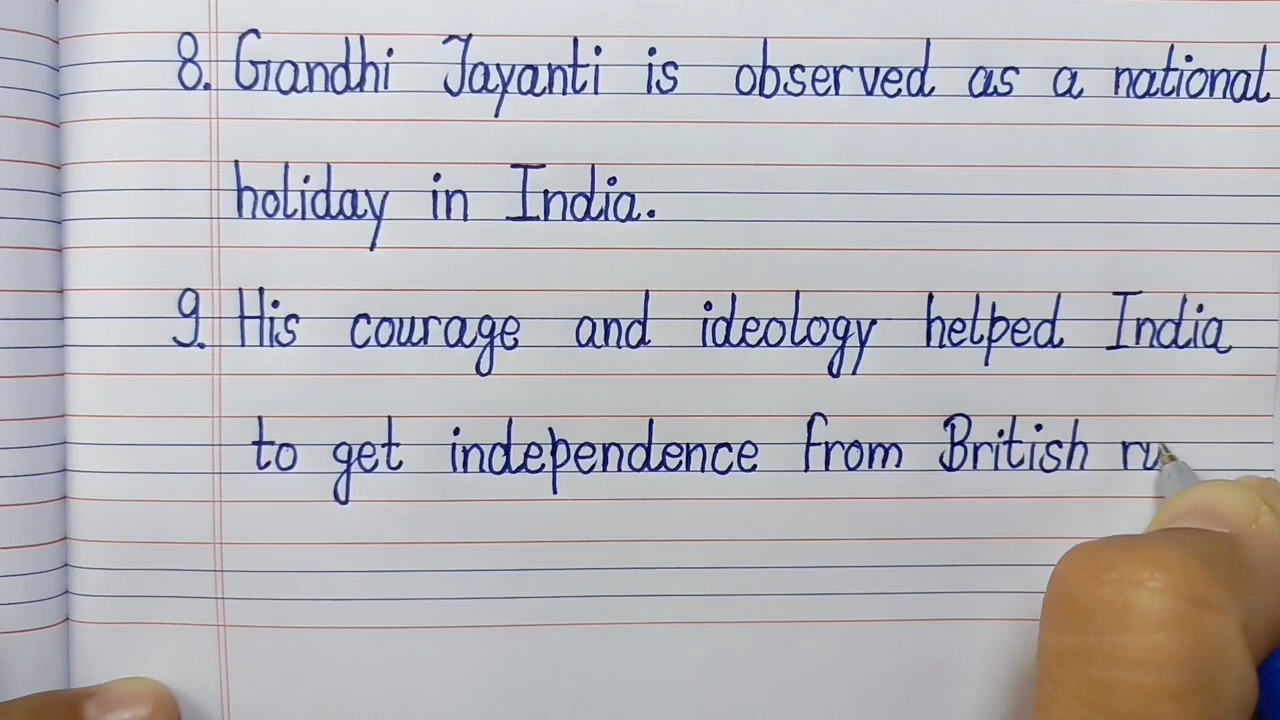 8. Gandhi Jayanti is observed as a national
holiday in India.
9. His courage and ideology helped India
to get independence from British ru